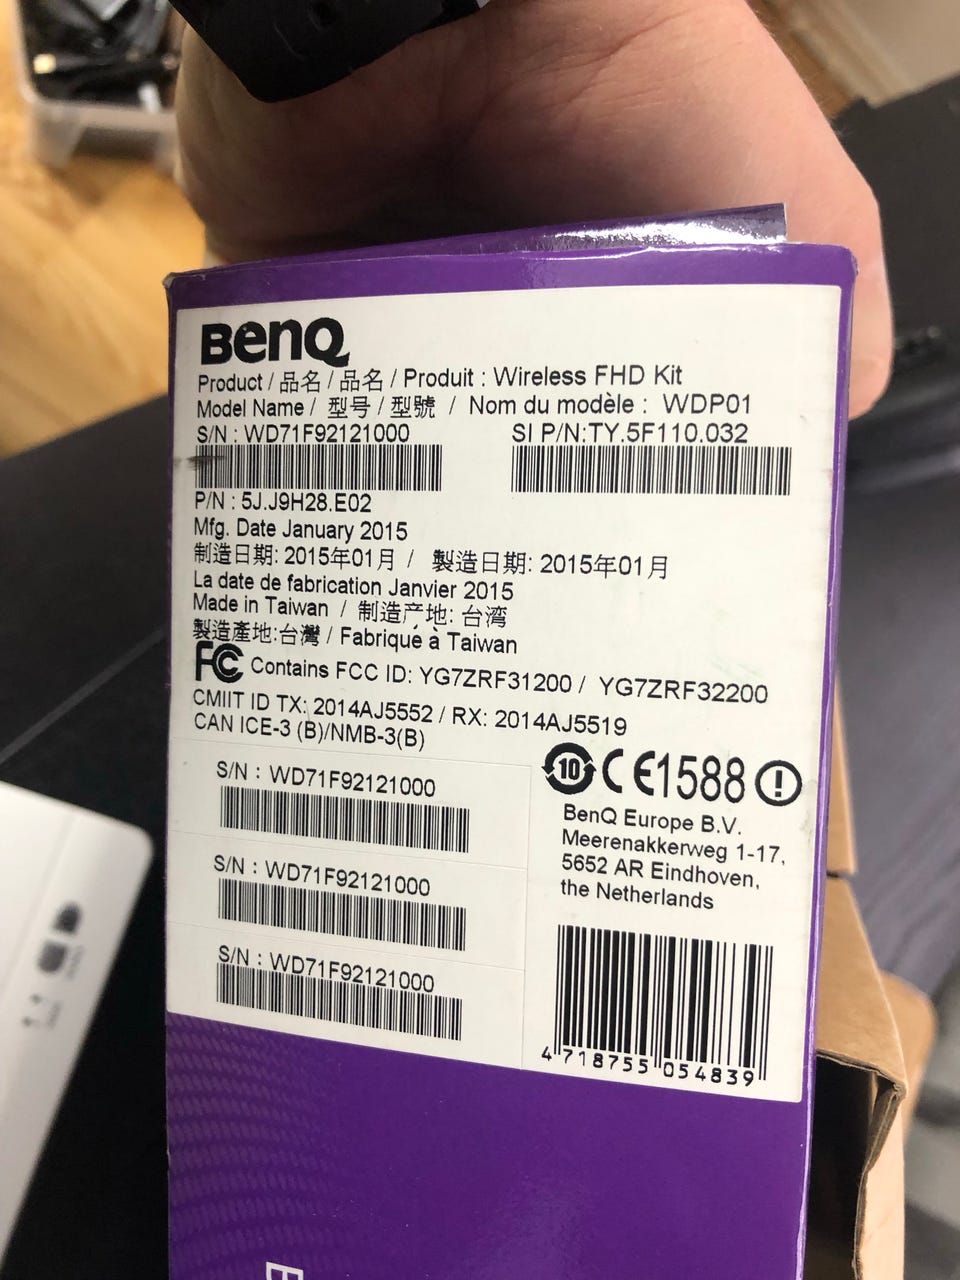 BenQ
Product / 品名 / 品名 / Produit : Wireless FHD Kit
Model Name / 型号 / 型號 / Nom du modèle : WDP01
S/N : WD71F92121000
SI P/N:TY.5F110.032
P/N : 5J.J9H28.E02
Mfg. Date January 2015
制造日期: 2015年01月 / 製造日期: 2015年01月
La date de fabrication Janvier 2015
Made in Taiwan / 制造产地: 台湾
製造產地:台灣 / Fabriqué à Taiwan
FC Contains FCC ID: YG7ZRF31200 / YG7ZRF32200
CMIIT ID TX: 2014AJ5552 / RX: 2014AJ5519
CAN ICE-3 (B)/NMB-3(B)
S/N : WD71F92121000
S/N : WD71F92121000
S/N : WD71F92121000
10 CE1588
BenQ Europe B.V.
Meerenakkerweg 1-17,
5652 AR Eindhoven,
the Netherlands
4 718755 054839